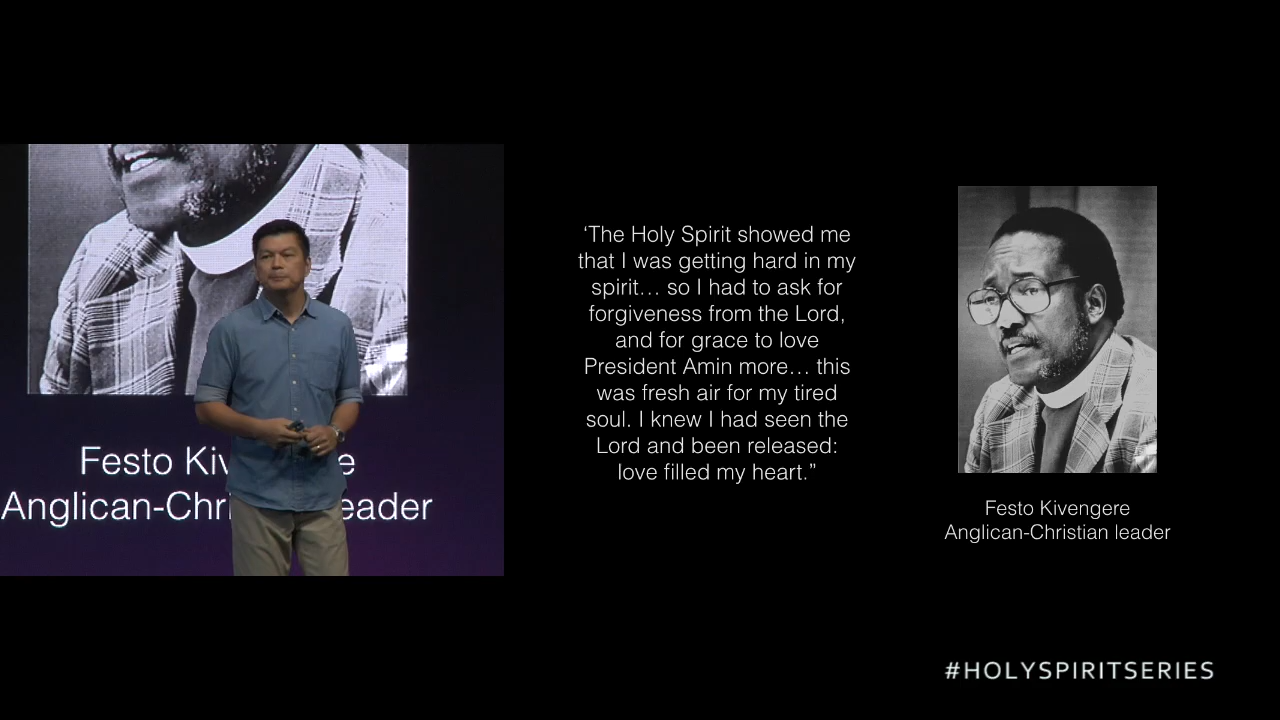 Festo Kiv e
Anglican-Chri eader
‘The Holy Spirit showed me
that I was getting hard in my
spirit… so I had to ask for
forgiveness from the Lord,
and for grace to love
President Amin more… this
was fresh air for my tired
soul. I knew I had seen the
Lord and been released:
love filled my heart.”
Festo Kivengere
Anglican-Christian leader
#HOLYSPIRITSERIES